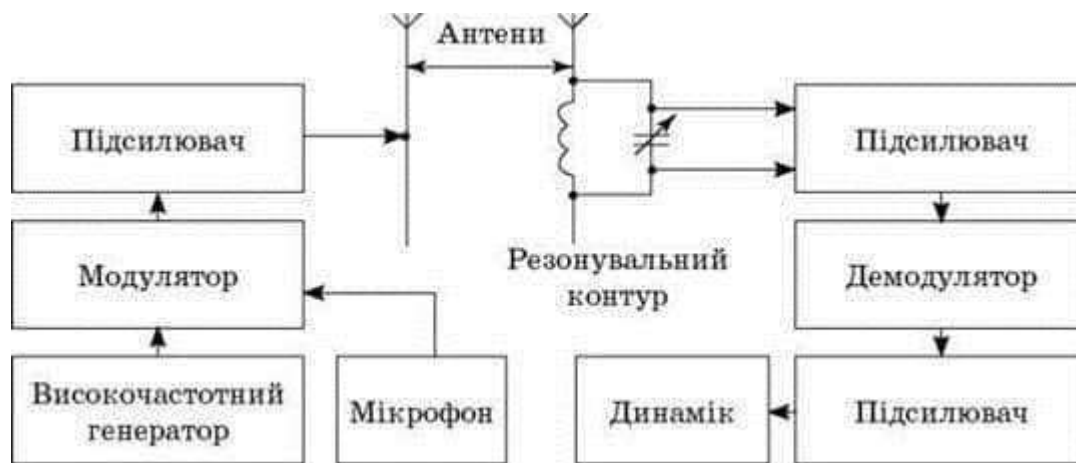 Антени
Підсилювач
Підсилювач
Модулятор
Резонувальний
контур
Демодулятор
Високочастотний
генератор
Мікрофон
Динамік
Підсилювач